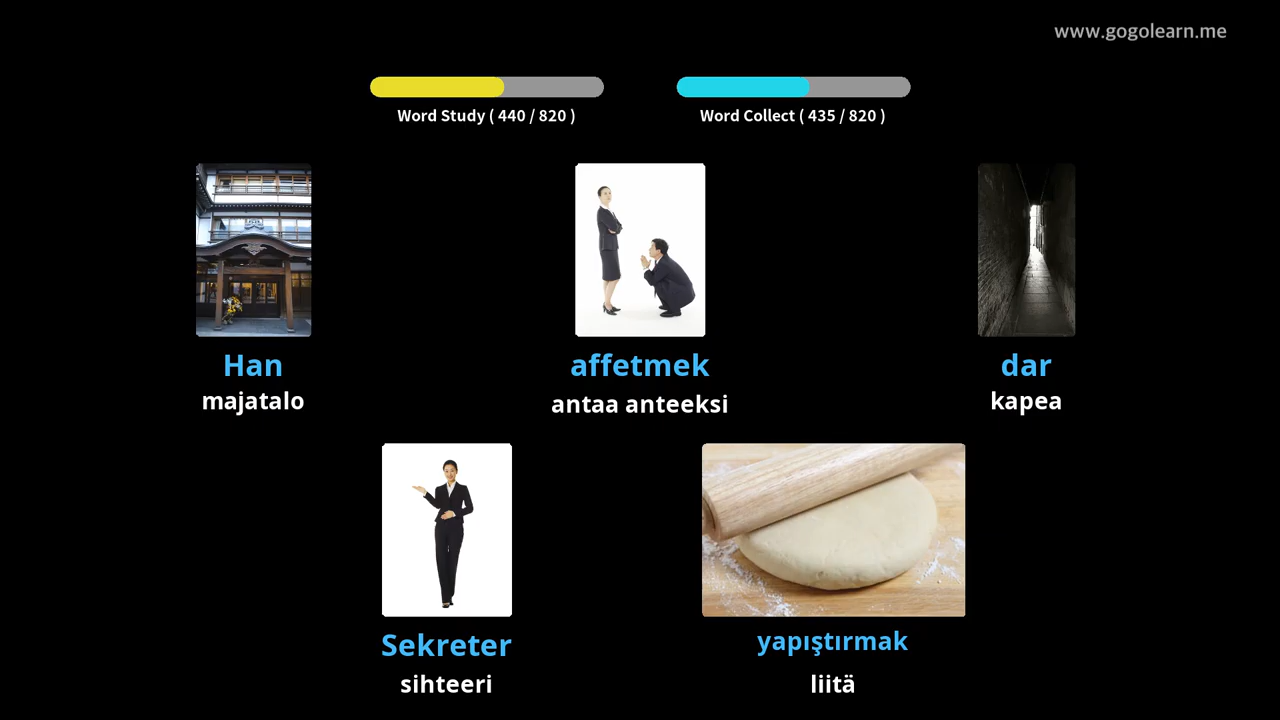 www.gogolearn.me
Word Study ( 440 / 820 )
Word Collect ( 435 / 820 )
Han
majatalo
affetmek
antaa anteeksi
dar
kapea
Sekreter
sihteeri
yapıştırmak
liitä